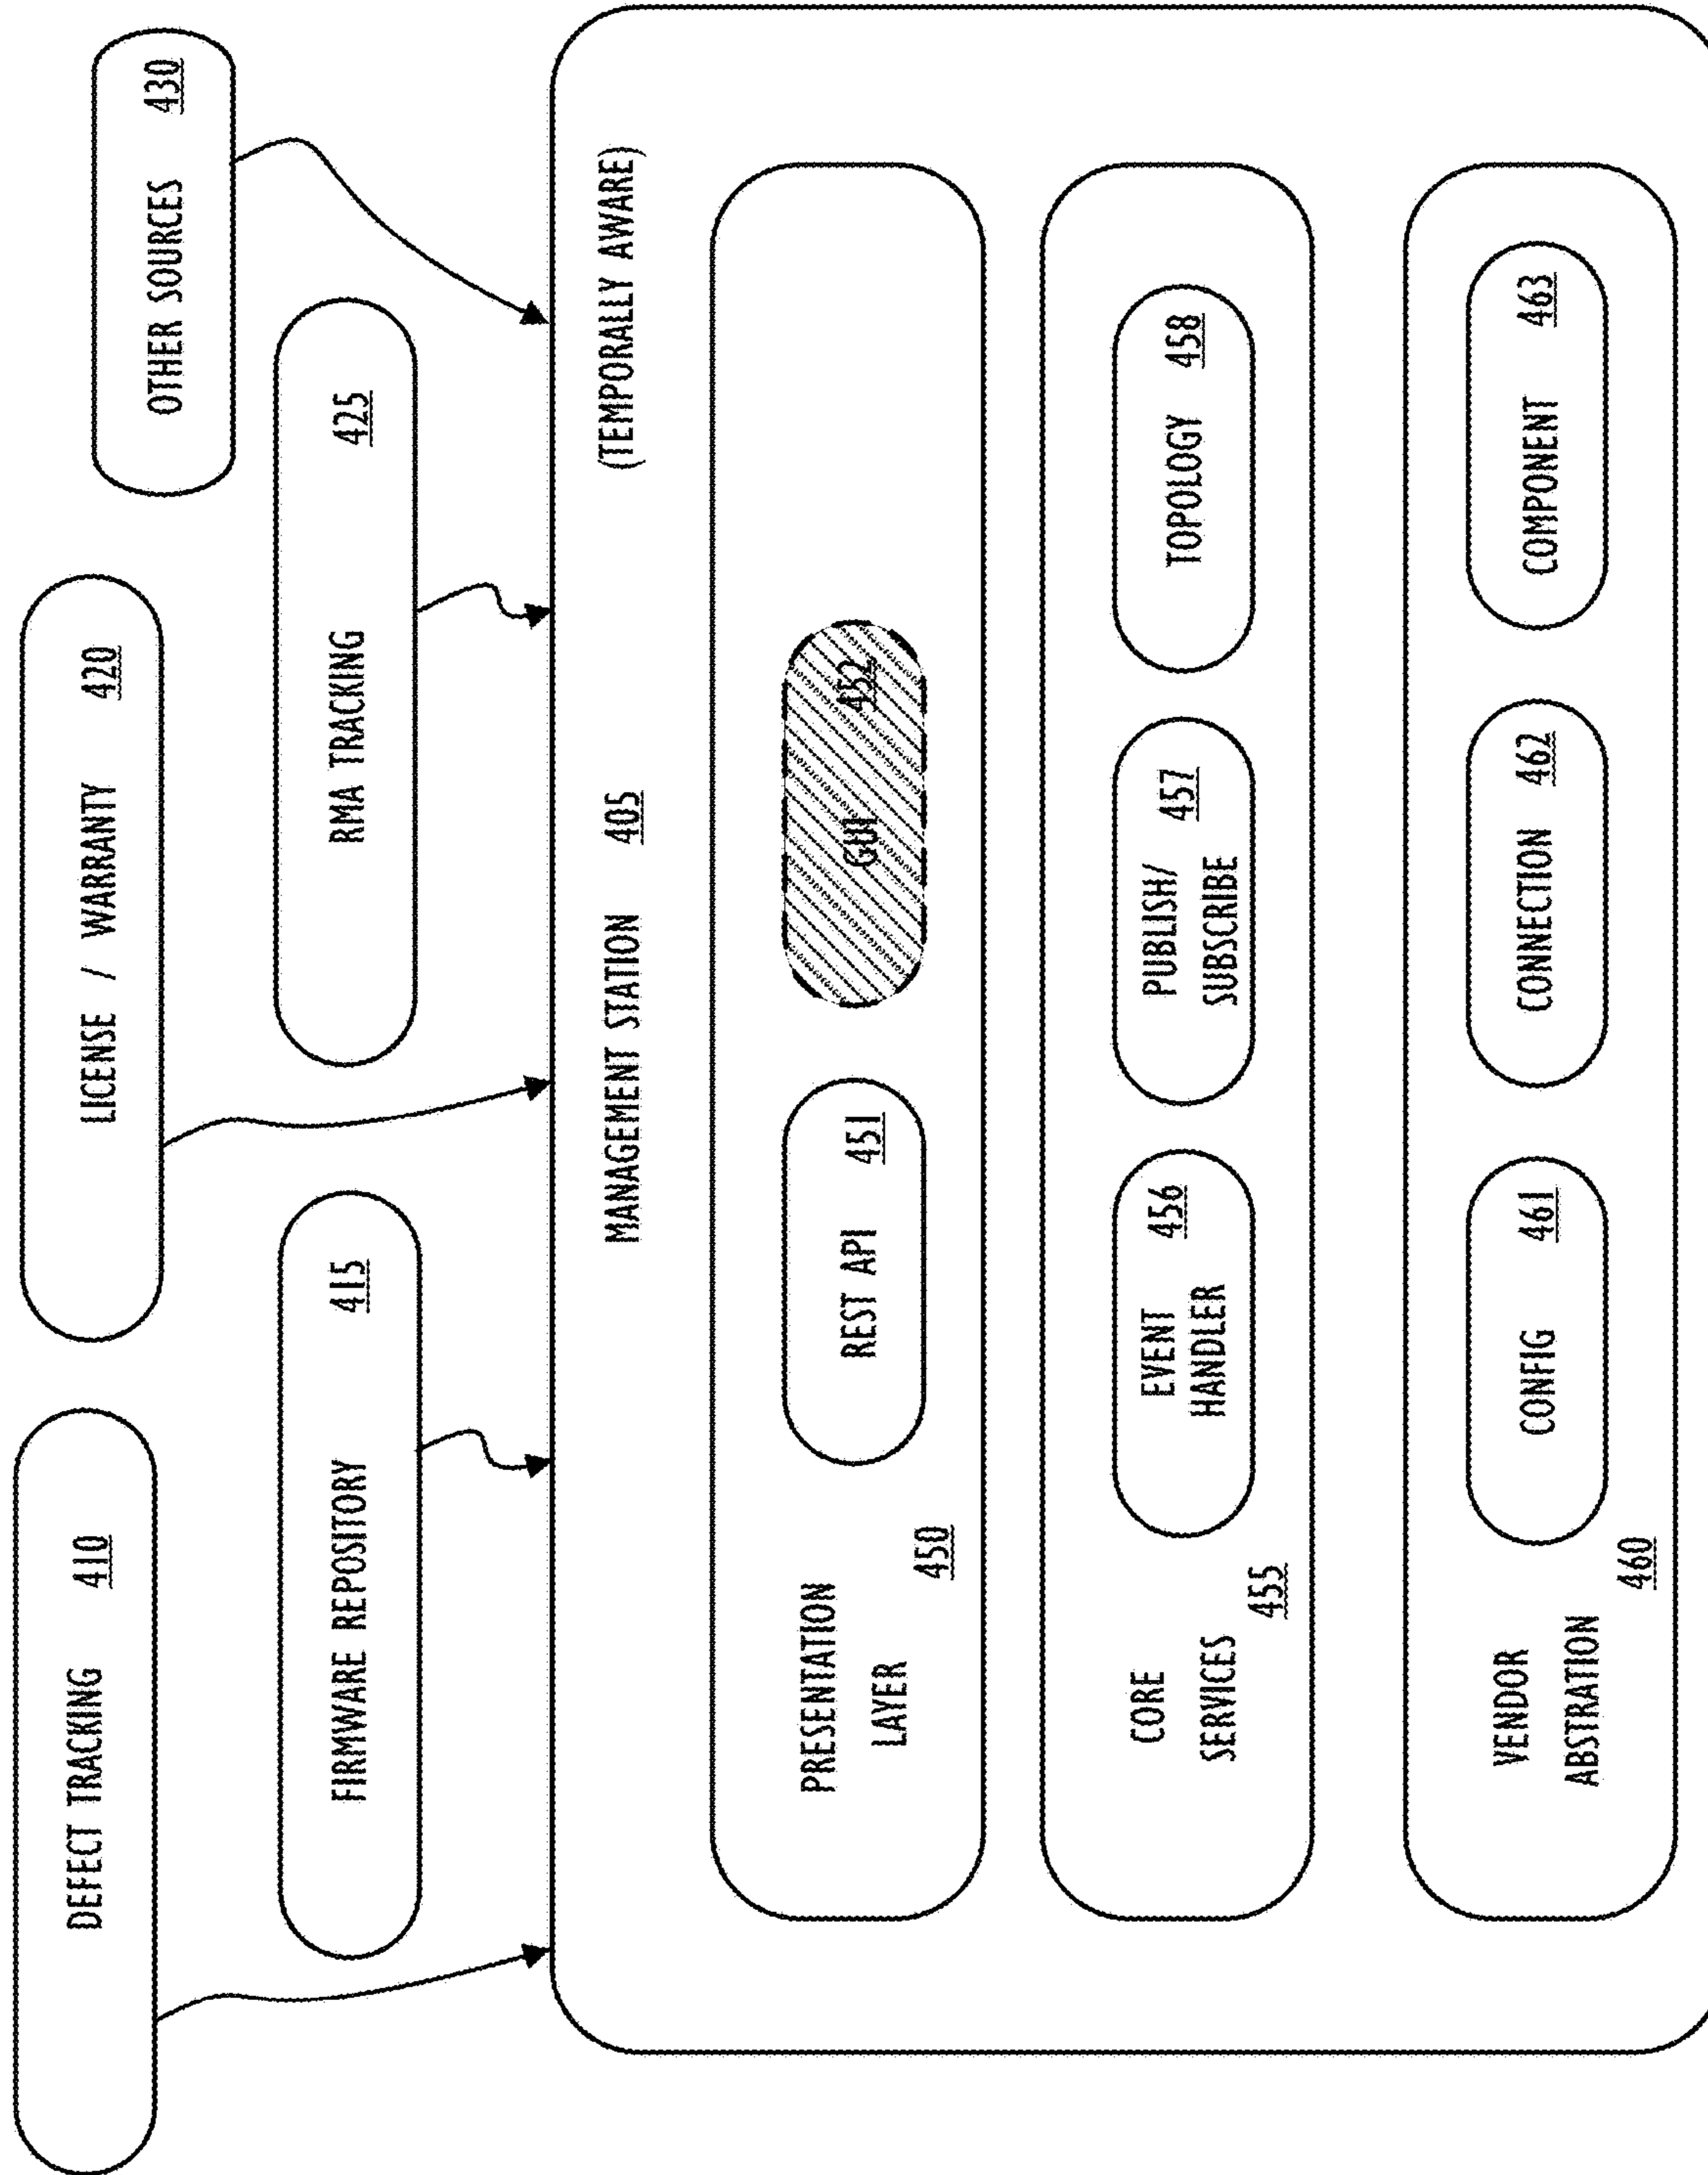 DEFECT TRACKING 410
LICENSE / WARRANTY 420
OTHER SOURCES 430
FIRMWARE REPOSITORY 415
RMA TRACKING 425
MANAGEMENT STATION 405 (TEMPORALLY AWARE)
PRESENTATION
LAYER
450
REST API 451
GUI 452
CORE
SERVICES
455
EVENT
HANDLER
456
PUBLISH/
SUBSCRIBE
457
TOPOLOGY 458
VENDOR
ABSTRATION
460
CONFIG 461
CONNECTION 462
COMPONENT 463